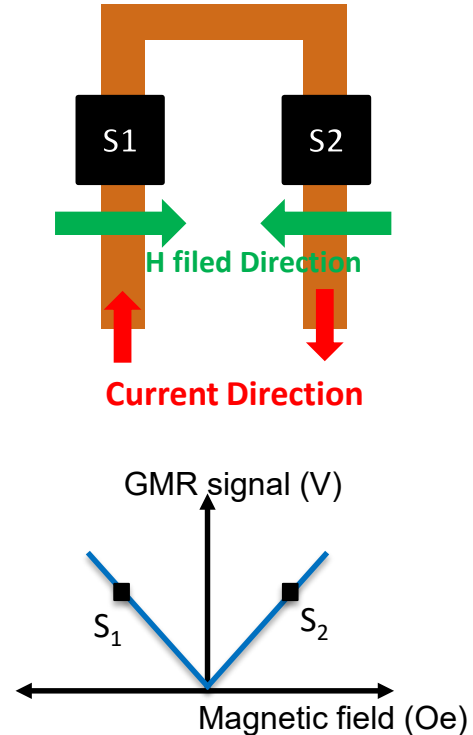 S1 S2
H filed Direction
Current Direction
GMR signal (V)
S₁ S₂
Magnetic field (Oe)